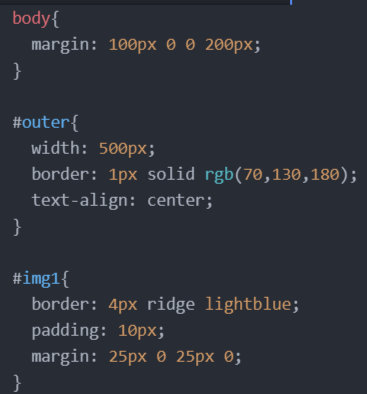 body{
  margin: 100px 0 0 200px;
}

#outer{
  width: 500px;
  border: 1px solid rgb(70,130,180);
  text-align: center;
}

#img1{
  border: 4px ridge lightblue;
  padding: 10px;
  margin: 25px 0 25px 0;
}